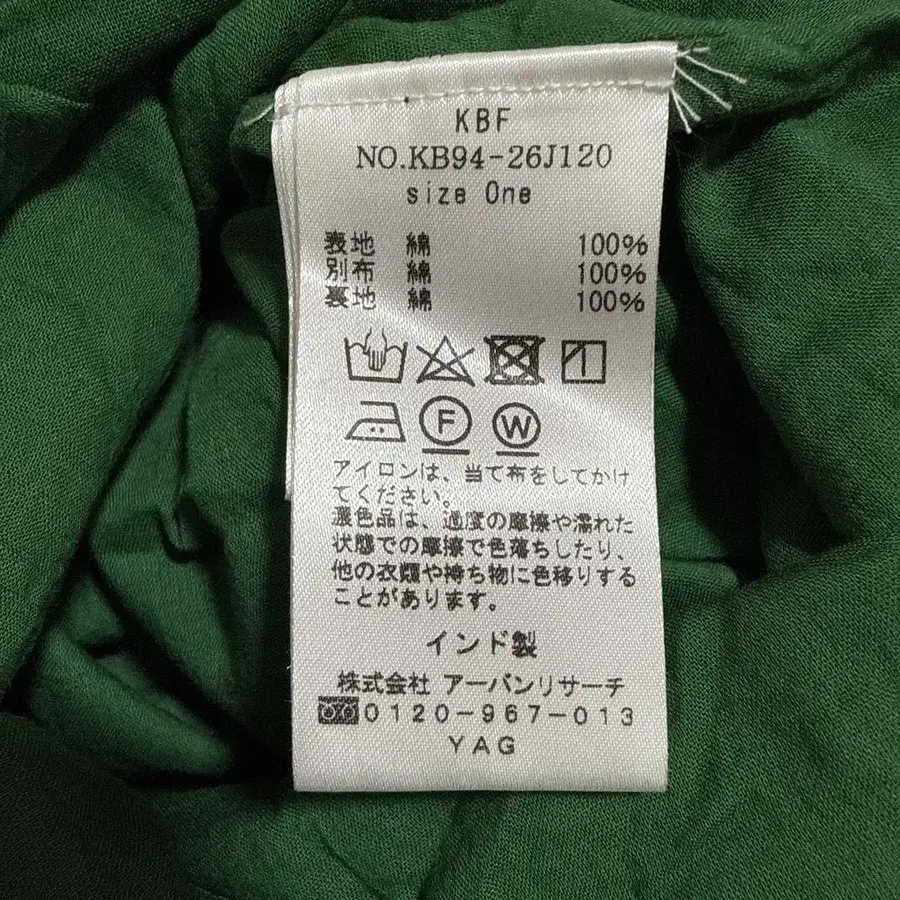 KBF
NO.KB94-26J120
size One
表地 綿 100%
別布 綿 100%
裏地 綿 100%
F W
アイロンは、当て布をしてかけ
てください。
濃色品は、過度の摩擦や濡れた
状態での摩擦で色落ちしたり、
他の衣類や持ち物に色移りする
ことがあります。
インド製
株式会社 アーバンリサーチ
0120-967-013
YAG